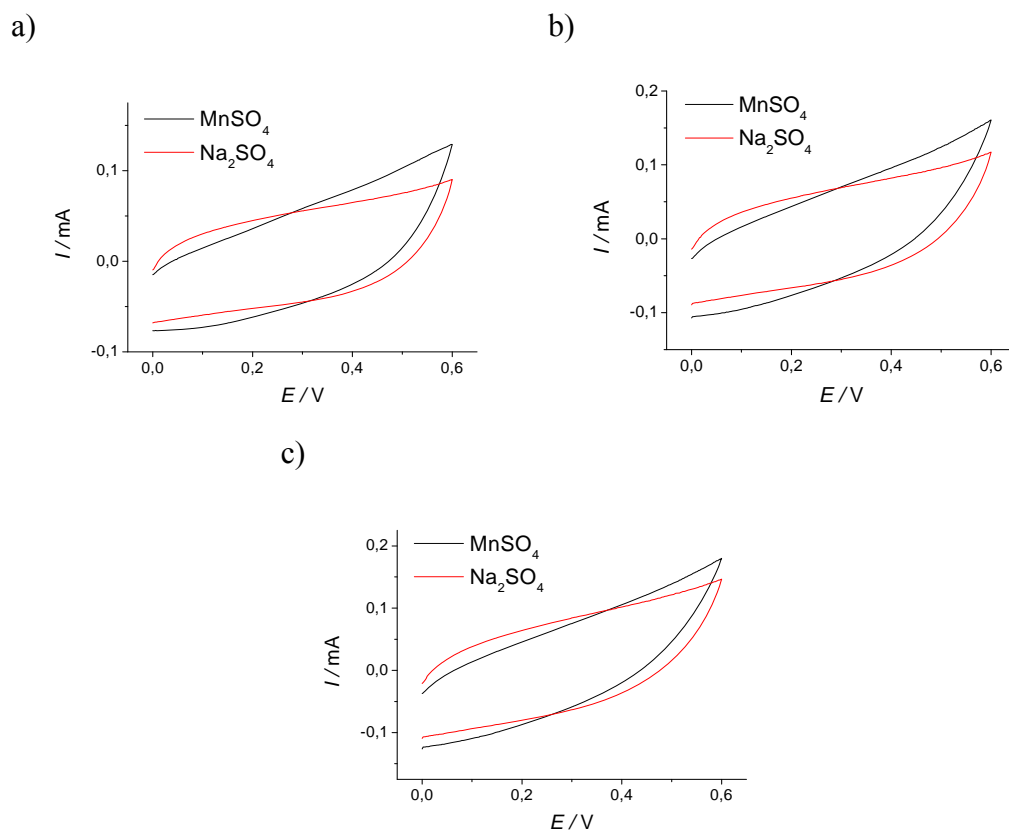 a)
MnSO₄
Na₂SO₄
0,1
0,0
-0,1
0,0 0,2 0,4 0,6
I / mA
E / V
b)
0,2
MnSO₄
Na₂SO₄
0,1
0,0
-0,1
0,0 0,2 0,4 0,6
I / mA
E / V
c)
0,2
MnSO₄
Na₂SO₄
0,1
0,0
-0,1
0,0 0,2 0,4 0,6
I / mA
E / V